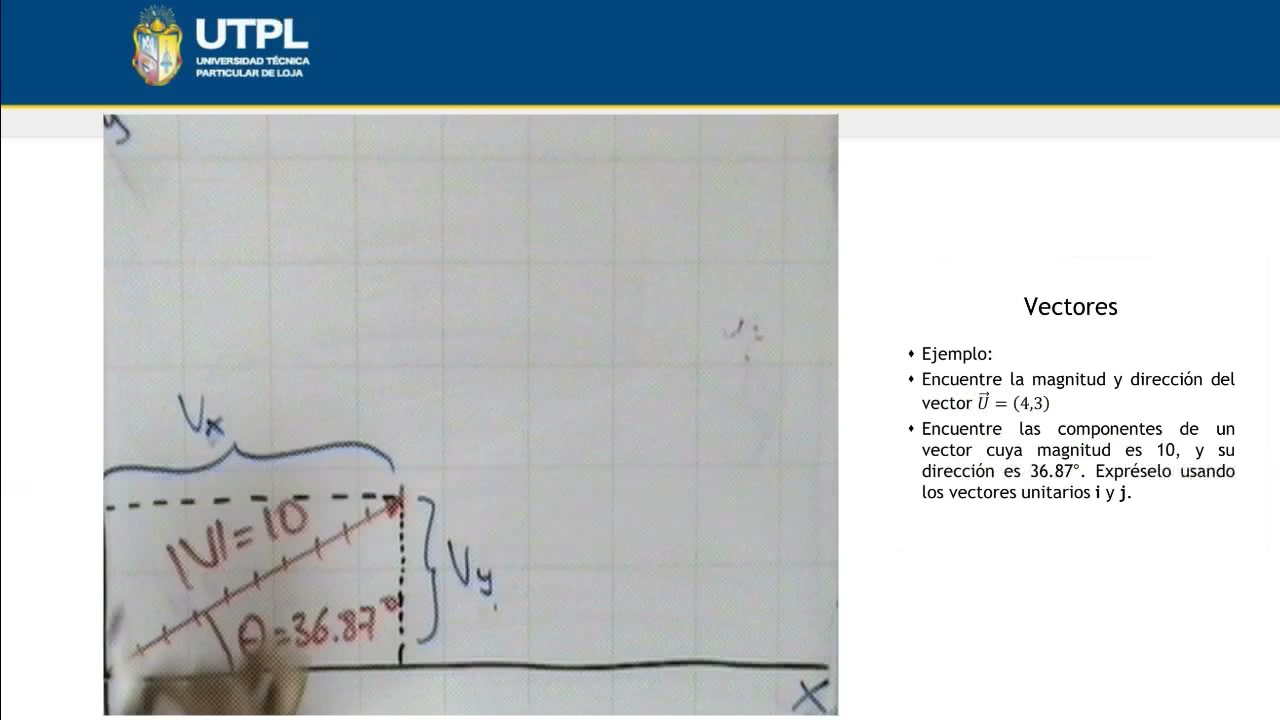 UTPL
UNIVERSIDAD TÉCNICA
PARTICULAR DE LOJA
y
Vx
|V|=10
Vy
θ=36.87°
X
Vectores
Ejemplo:
Encuentre la magnitud y dirección del
vector U⃗ = (4,3)
Encuentre las componentes de un
vector cuya magnitud es 10, y su
dirección es 36.87°. Expréselo usando
los vectores unitarios i y j.